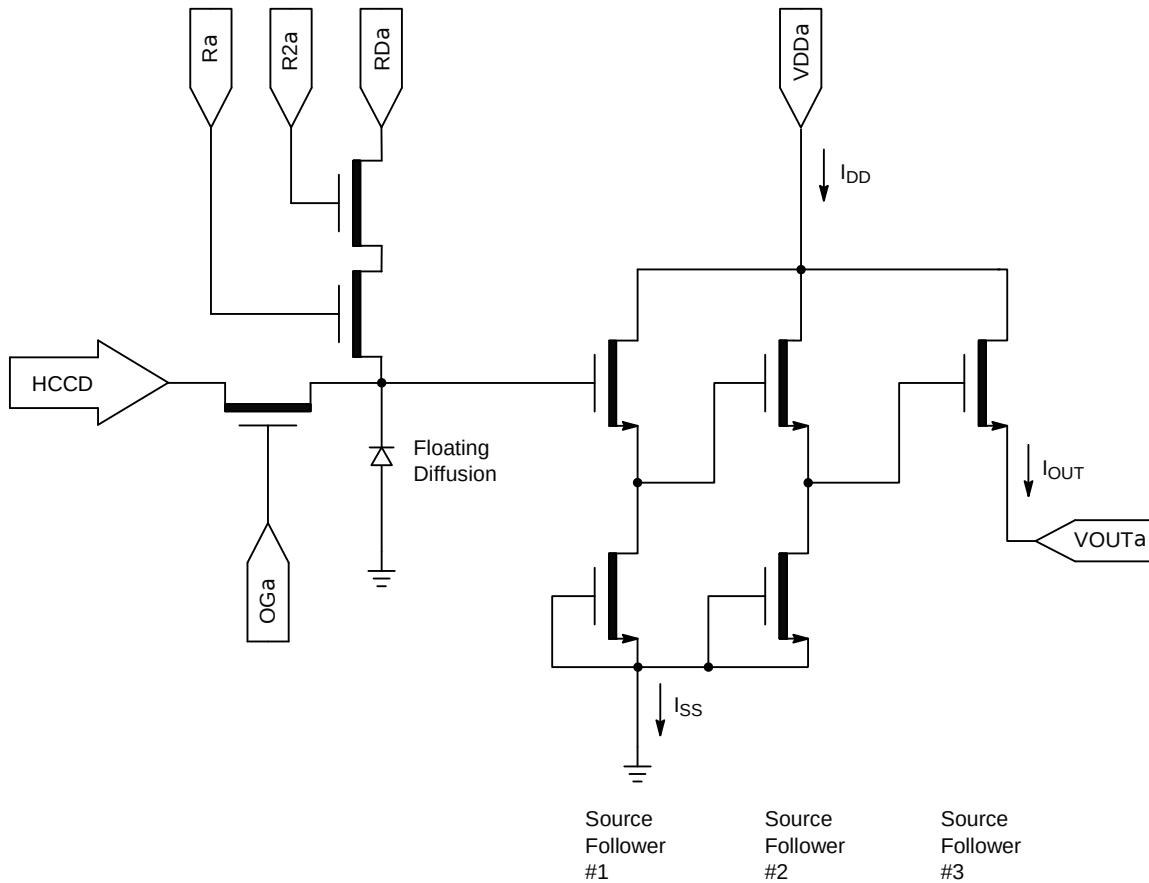 Ra
R2a
RDa
VDDa
IDD
HCCD
Floating
Diffusion
IOUT
VOUTa
OGa
ISS
Source
Follower
#1
Source
Follower
#2
Source
Follower
#3